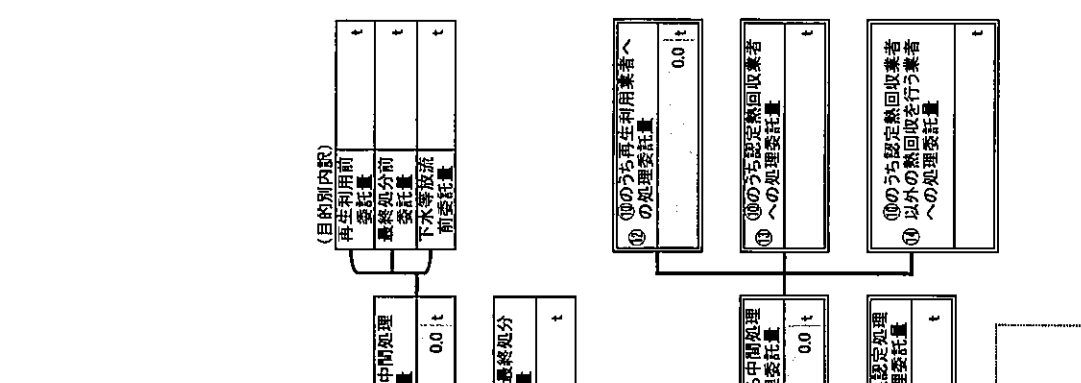 (目的別内訳)
再生利用前
委託量
t
最終処分前
委託量
t
下水等放流
前委託量
t
⑫ ⑩のうち再生利用業者へ
の処理委託量
0.0 t
⑬ ⑩のうち認定熱回収業者
への処理委託量
t
⑩のうち認定熱回収業者
⑭ 以外の熱回収を行う業者
への処理委託量
t
中間処理
量
0.0 t
最終処分
量
t
中間処理
理委託量
0.0 t
認定処理
理委託量
t